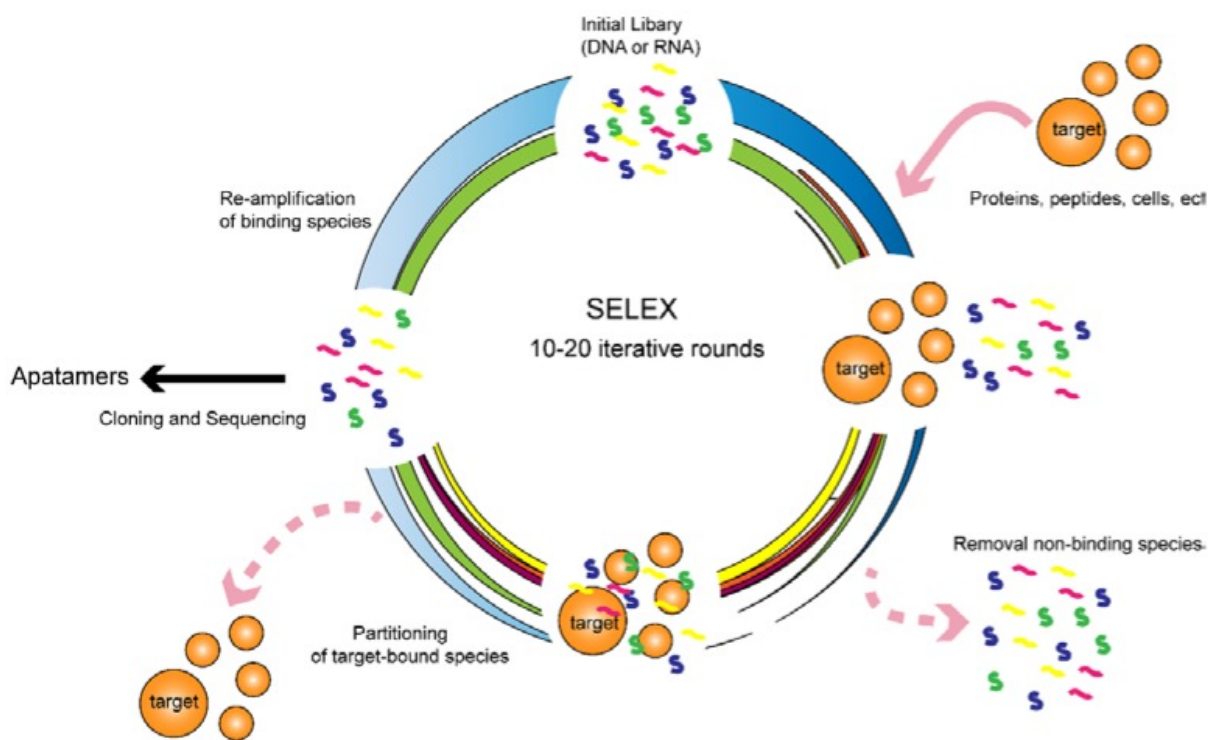 Initial Libary
(DNA or RNA)
target
Proteins, peptides, cells, ect
Re-amplification
of binding species
SELEX
10-20 iterative rounds
target
Apatamers
Cloning and Sequencing
Removal non-binding species
target
Partitioning
of target-bound species
target